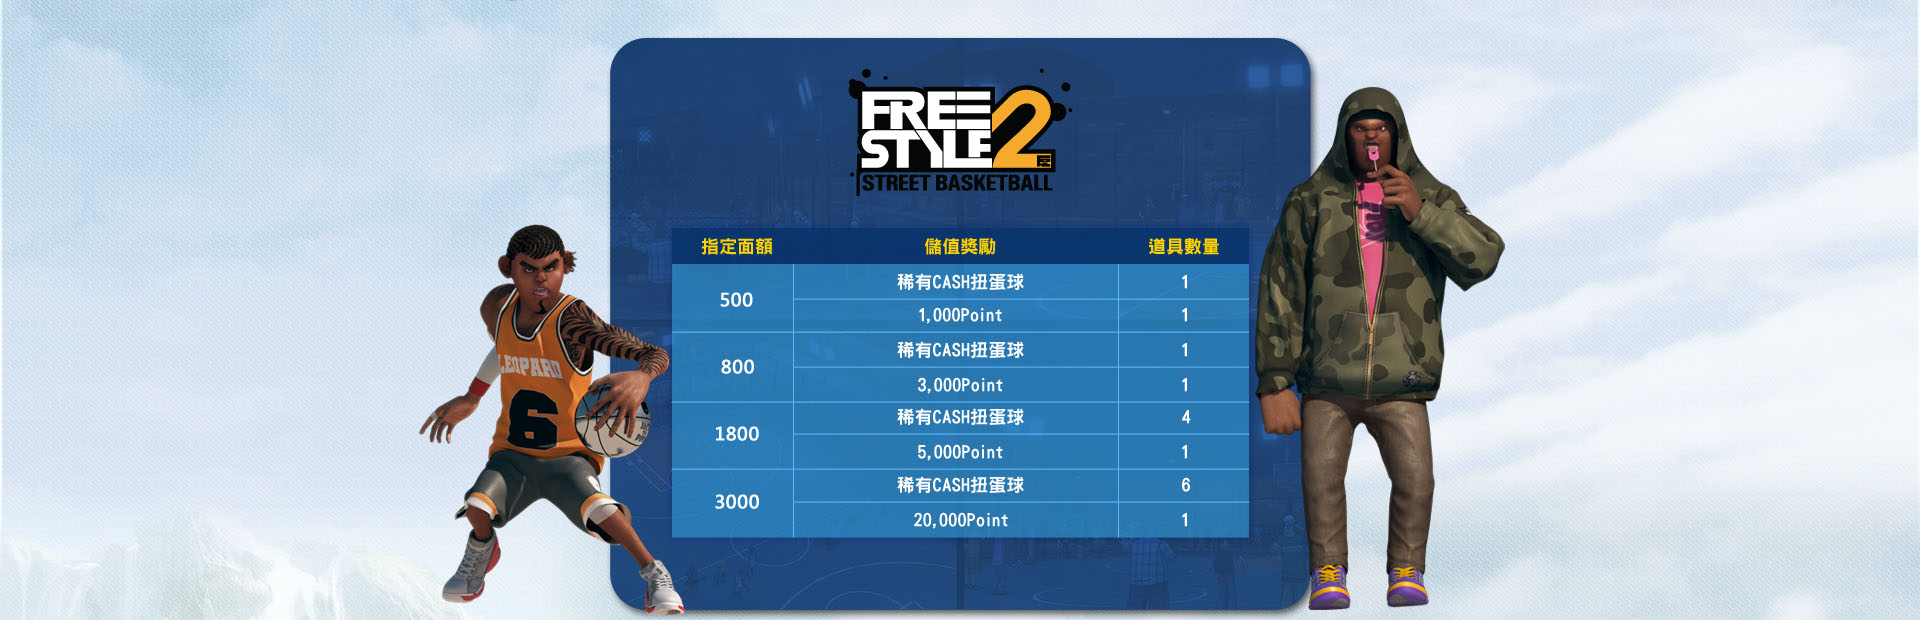 FREE
STYLE2
STREET BASKETBALL
指定面額 儲值獎勵 道具數量
500 稀有CASH扭蛋球 1
1,000Point 1
800 稀有CASH扭蛋球 1
3,000Point 1
1800 稀有CASH扭蛋球 4
5,000Point 1
3000 稀有CASH扭蛋球 6
20,000Point 1
LEOPARD
6